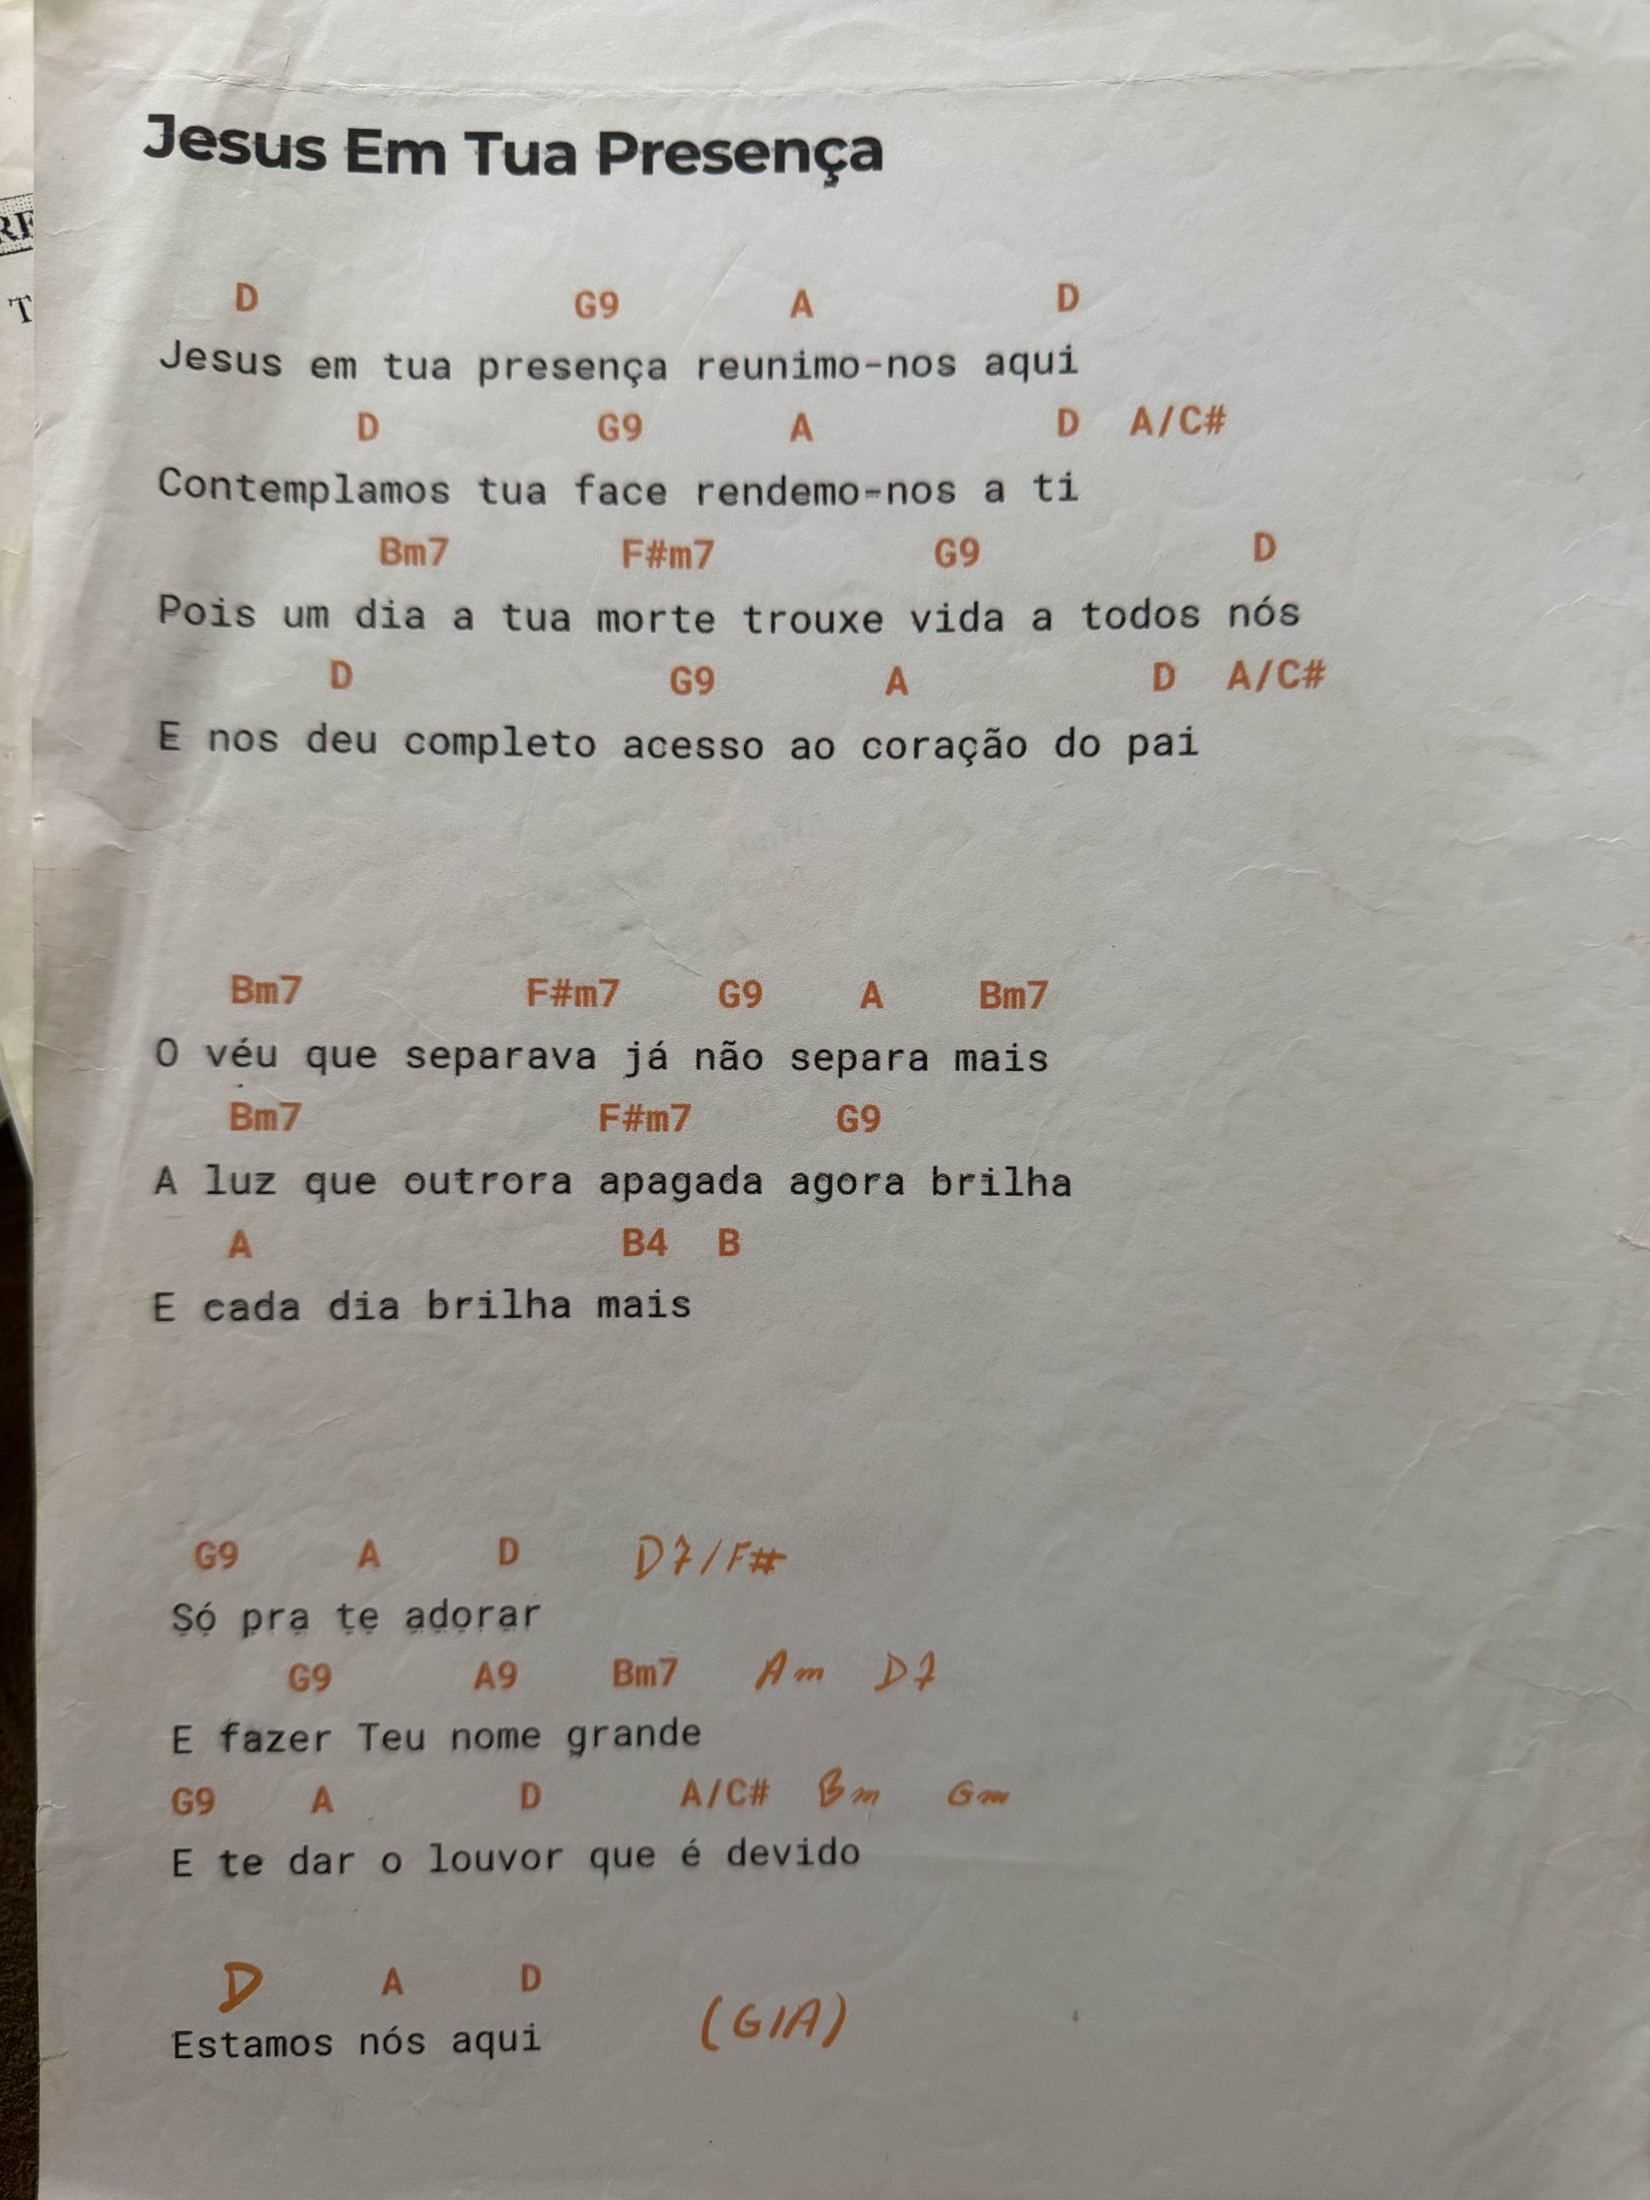 Jesus Em Tua Presença
D G9 A D
Jesus em tua presença reunimo-nos aqui
D G9 A D A/C#
Contemplamos tua face rendemo-nos a ti
Bm7 F#m7 G9 D
Pois um dia a tua morte trouxe vida a todos nós
D G9 A D A/C#
E nos deu completo acesso ao coração do pai
Bm7 F#m7 G9 A Bm7
O véu que separava já não separa mais
Bm7 F#m7 G9
A luz que outrora apagada agora brilha
A B4 B
E cada dia brilha mais
G9 A D D7/F#
Só pra te adorar
G9 A9 Bm7 Am D7
E fazer Teu nome grande
G9 A D A/C# Bm Gm
E te dar o louvor que é devido
D A D
Estamos nós aqui (G/A)